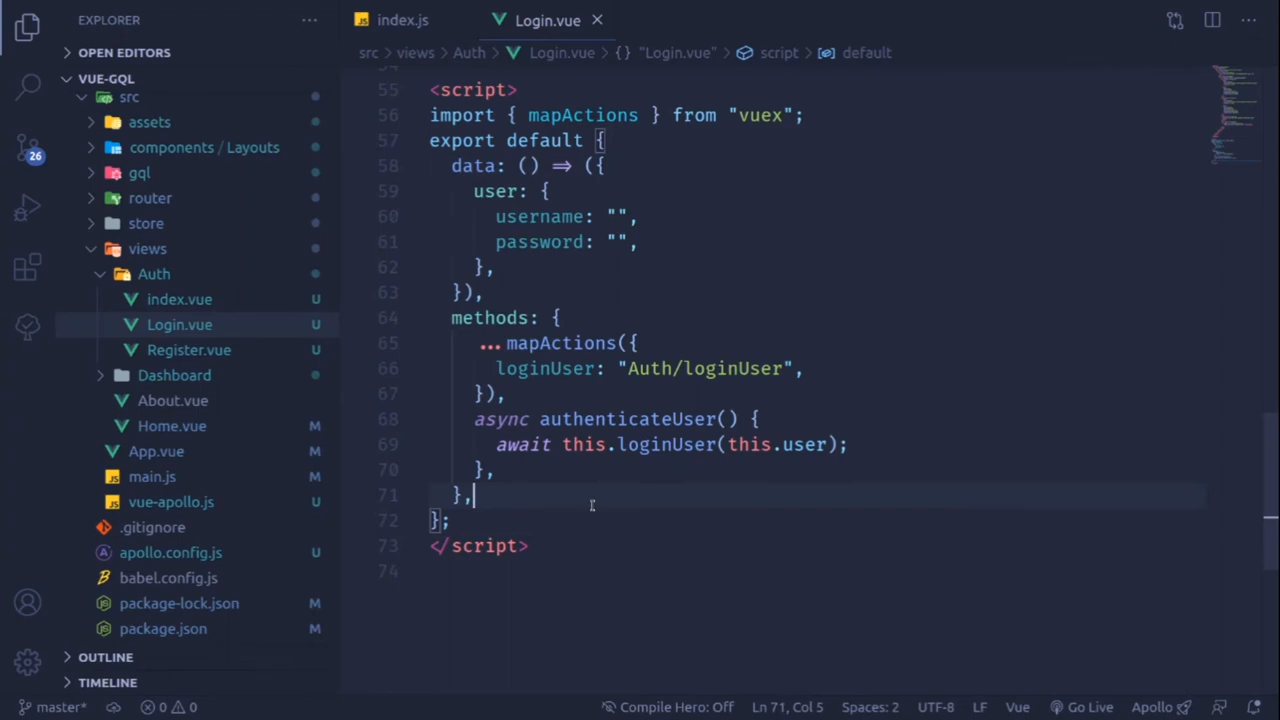 EXPLORER
OPEN EDITORS
VUE-GQL
src
assets
components / Layouts
gql
router
store
views
Auth
index.vue U
Login.vue U
Register.vue U
Dashboard
About.vue
Home.vue M
App.vue M
main.js M
vue-apollo.js U
.gitignore
apollo.config.js U
babel.config.js
package-lock.json M
package.json M
OUTLINE
TIMELINE
26
index.js
Login.vue
src > views > Auth > Login.vue > {} "Login.vue" > script > default
55 <script>
56 import { mapActions } from "vuex";
57 export default {
58 data: () => ({
59 user: {
60 username: "",
61 password: "",
62 },
63 }),
64 methods: {
65 ...mapActions({
66 loginUser: "Auth/loginUser",
67 }),
68 async authenticateUser() {
69 await this.loginUser(this.user);
70 },
71 },
72 };
73 </script>
74
master* 0 0 Compile Hero: Off Ln 71, Col 5 Spaces: 2 UTF-8 LF Vue Go Live Apollo